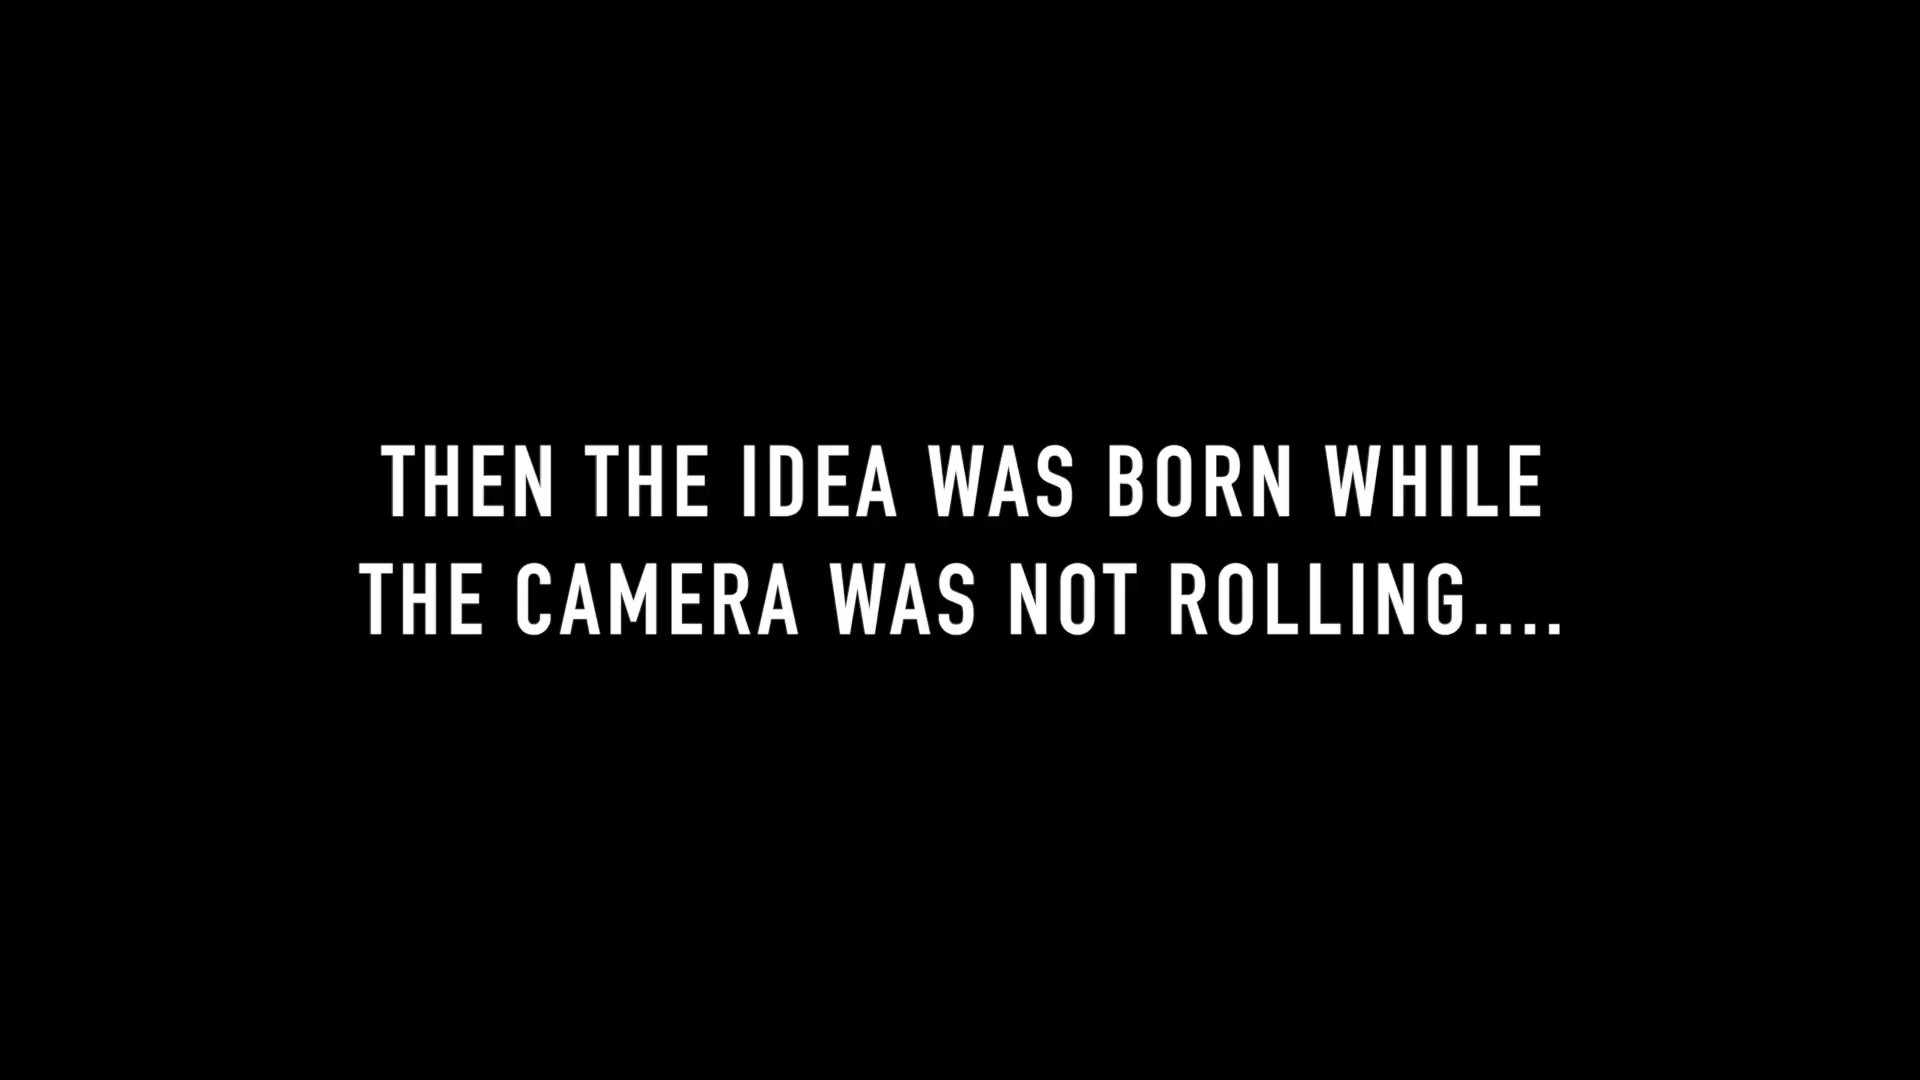 THEN THE IDEA WAS BORN WHILE
THE CAMERA WAS NOT ROLLING....